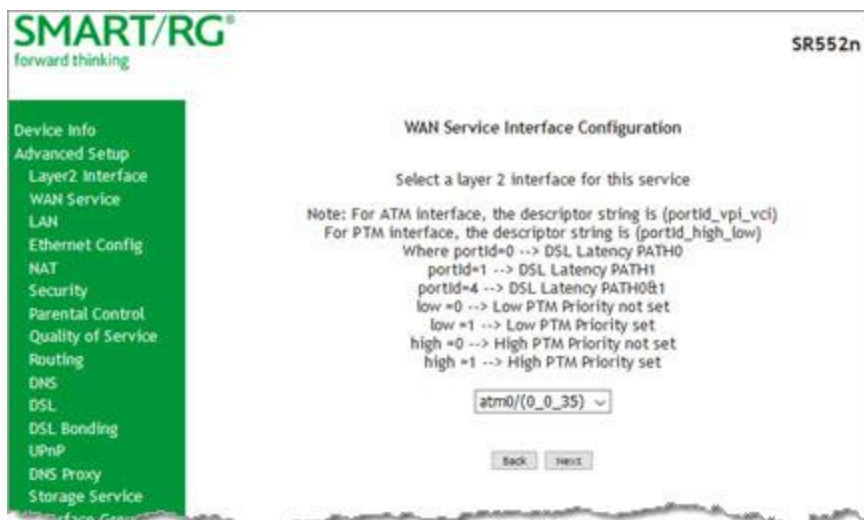 SMART/RG®
forward thinking
SR552n
Device Info
Advanced Setup
Layer2 Interface
WAN Service
LAN
Ethernet Config
NAT
Security
Parental Control
Quality of Service
Routing
DNS
DSL
DSL Bonding
UPnP
DNS Proxy
Storage Service
WAN Service Interface Configuration
Select a layer 2 interface for this service
Note: For ATM interface, the descriptor string is (portId_vpi_vci)
For PTM interface, the descriptor string is (portId_high_low)
Where portId=0 --> DSL Latency PATH0
portId=1 --> DSL Latency PATH1
portId=4 --> DSL Latency PATH0&1
low =0 --> Low PTM Priority not set
low =1 --> Low PTM Priority set
high =0 --> High PTM Priority not set
high =1 --> High PTM Priority set
atm0/(0_0_35)
Back Next